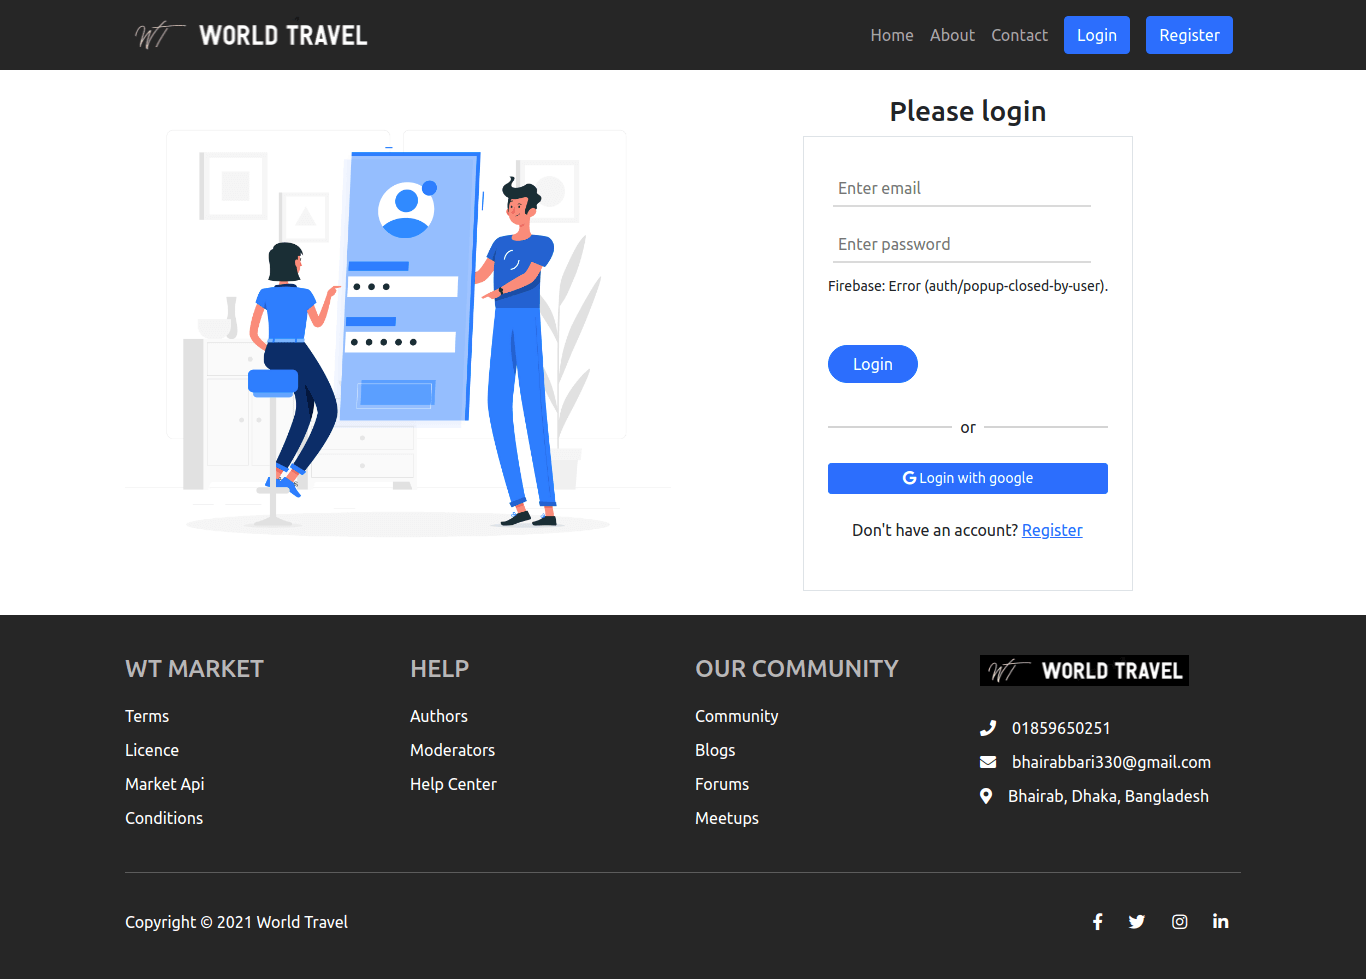 WT WORLD TRAVEL
Home About Contact Login Register
Please login
Enter email
Enter password
Firebase: Error (auth/popup-closed-by-user).
Login
or
Login with google
Don't have an account? Register
WT MARKET
Terms
Licence
Market Api
Conditions
HELP
Authors
Moderators
Help Center
OUR COMMUNITY
Community
Blogs
Forums
Meetups
WT WORLD TRAVEL
01859650251
bhairabbari330@gmail.com
Bhairab, Dhaka, Bangladesh
Copyright © 2021 World Travel